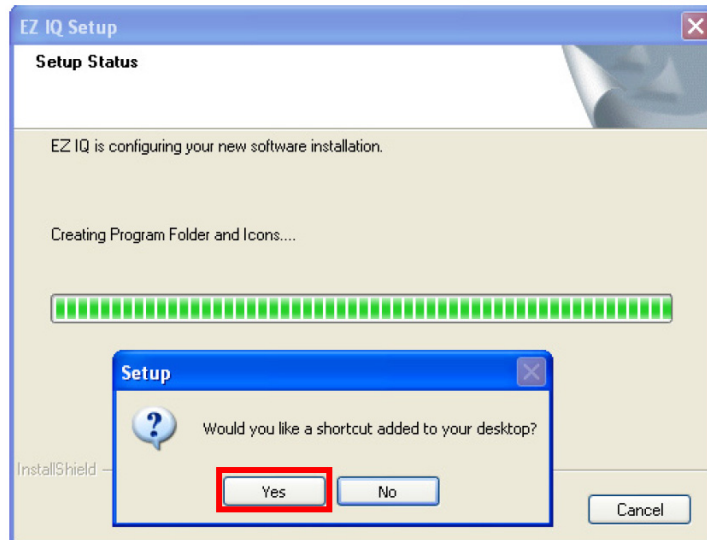 EZ IQ Setup
Setup Status
EZ IQ is configuring your new software installation.
Creating Program Folder and Icons....
Setup
Would you like a shortcut added to your desktop?
InstallShield
Yes No
Cancel